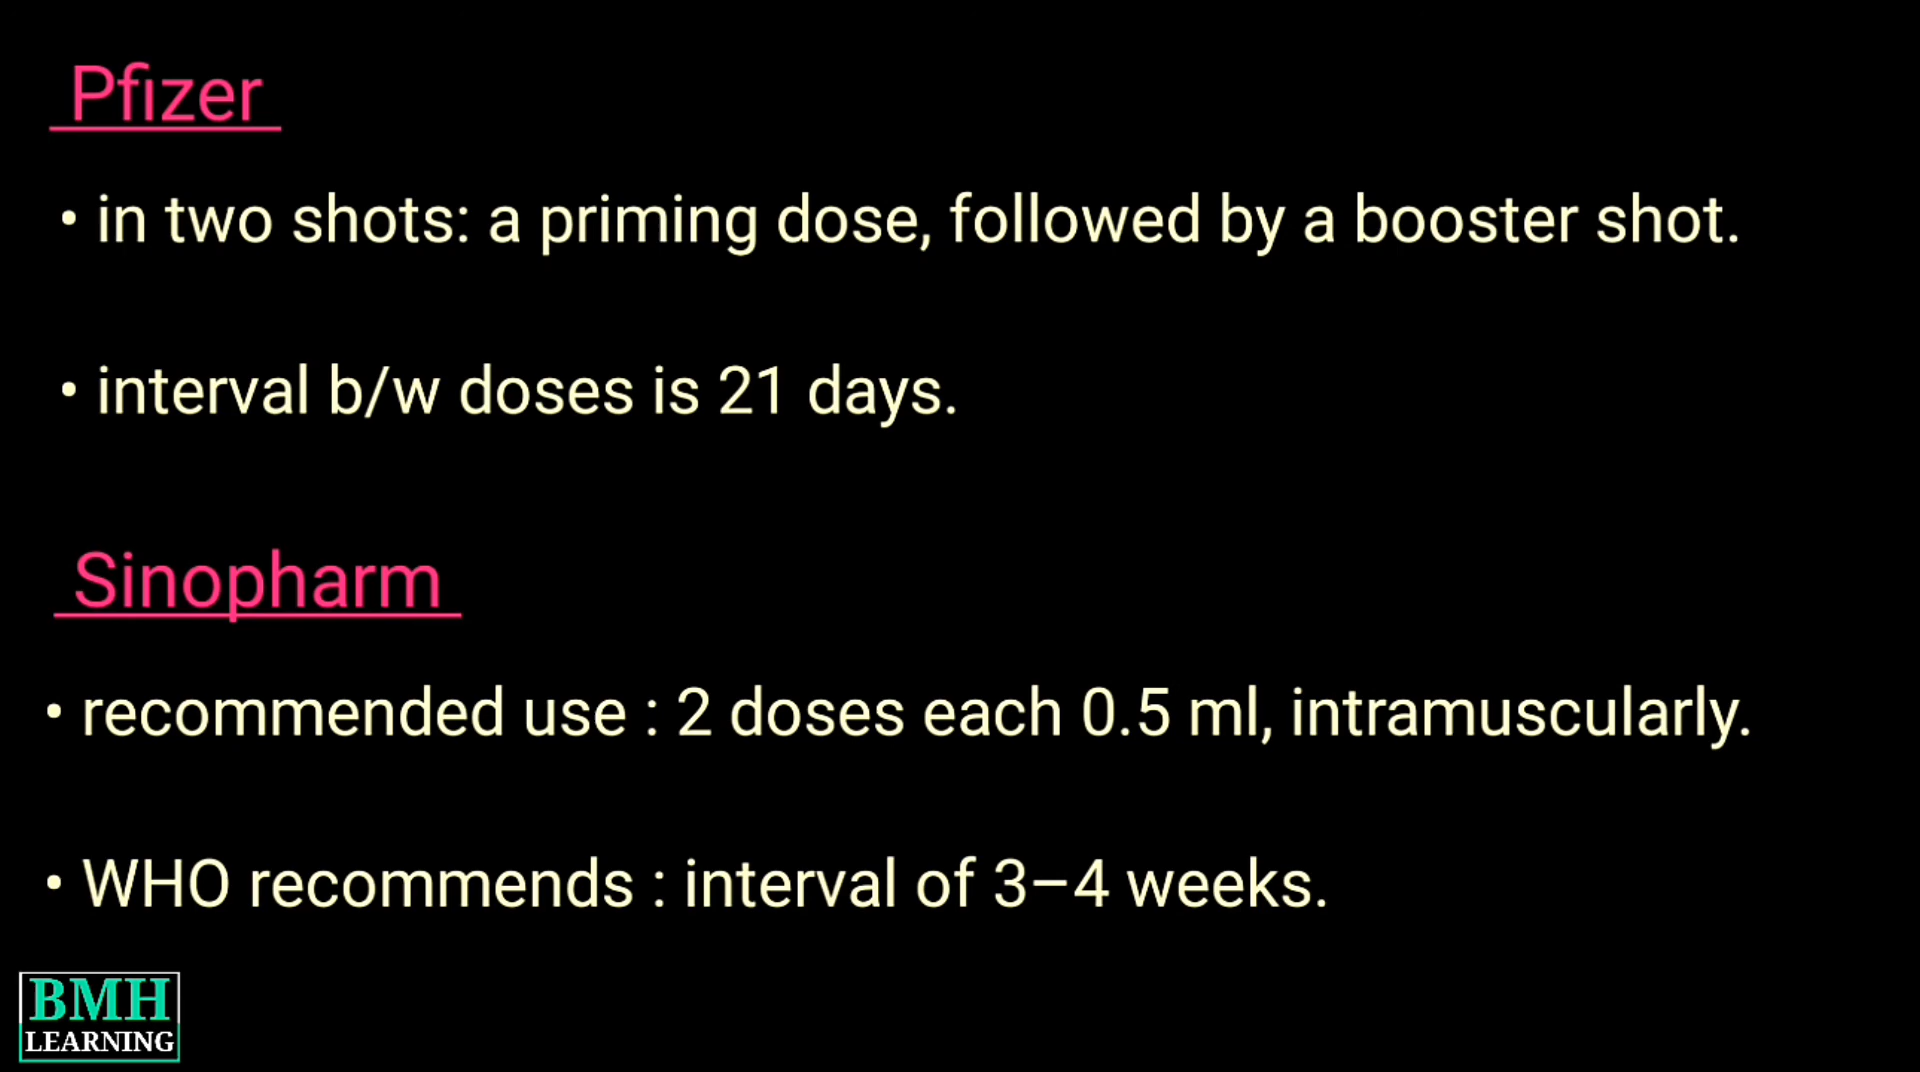 Pfizer
• in two shots: a priming dose, followed by a booster shot.
• interval b/w doses is 21 days.
Sinopharm
• recommended use : 2 doses each 0.5 ml, intramuscularly.
• WHO recommends : interval of 3–4 weeks.
BMH
LEARNING